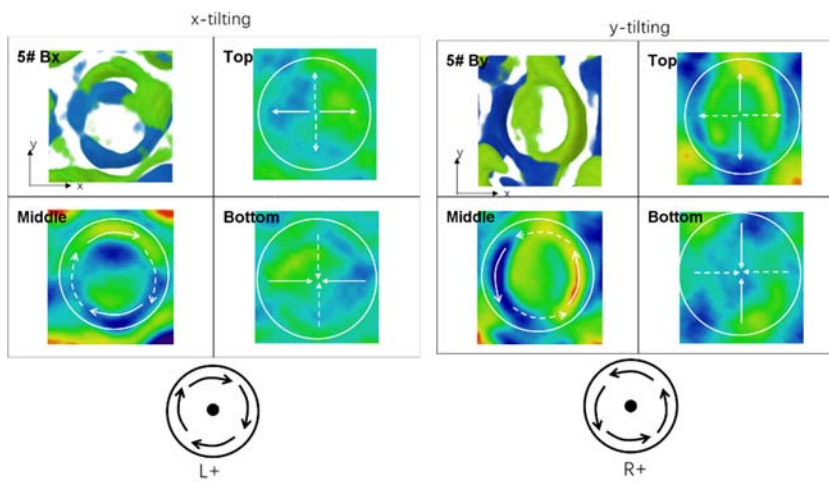 x-tilting
y-tilting
5# Bx
Top
y
x
Middle
Bottom
5# By
Top
y
x
Middle
Bottom
L+
R+